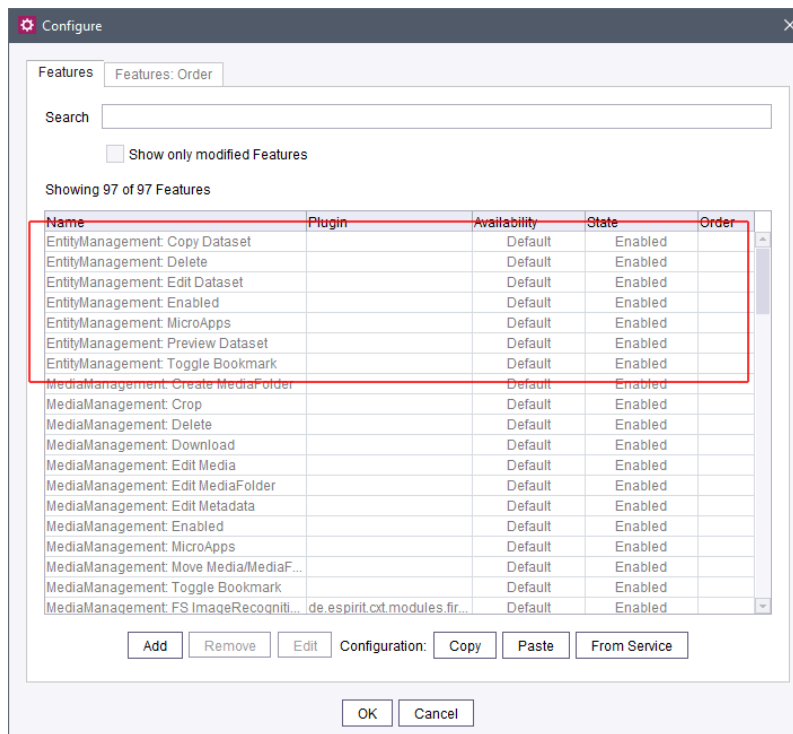 Configure
Features Features: Order
Search
Show only modified Features
Showing 97 of 97 Features
Name Plugin Availability State Order
EntityManagement: Copy Dataset Default Enabled
EntityManagement: Delete Default Enabled
EntityManagement: Edit Dataset Default Enabled
EntityManagement: Enabled Default Enabled
EntityManagement: MicroApps Default Enabled
EntityManagement: Preview Dataset Default Enabled
EntityManagement: Toggle Bookmark Default Enabled
MediaManagement: Create MediaFolder Default Enabled
MediaManagement: Crop Default Enabled
MediaManagement: Delete Default Enabled
MediaManagement: Download Default Enabled
MediaManagement: Edit Media Default Enabled
MediaManagement: Edit MediaFolder Default Enabled
MediaManagement: Edit Metadata Default Enabled
MediaManagement: Enabled Default Enabled
MediaManagement: MicroApps Default Enabled
MediaManagement: Move Media/MediaF... Default Enabled
MediaManagement: Toggle Bookmark Default Enabled
MediaManagement: FS ImageRecogniti... de.espirit.cxt.modules.fir... Default Enabled
Add Remove Edit Configuration: Copy Paste From Service
OK Cancel